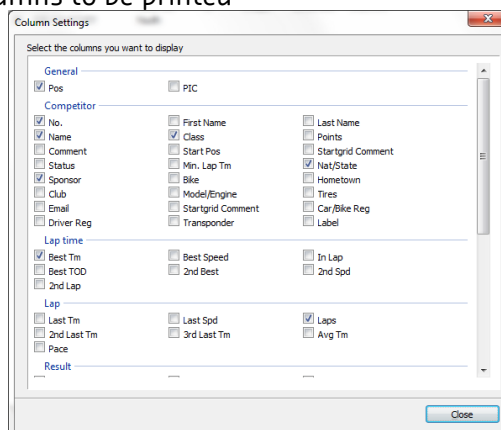 umns to be printed
Column Settings
Select the columns you want to display
General
Pos PIC
Competitor
No. First Name Last Name
Name Class Points
Comment Start Pos Startgrid Comment
Status Min. Lap Tm Nat/State
Sponsor Bike Hometown
Club Model/Engine Tires
Email Startgrid Comment Car/Bike Reg
Driver Reg Transponder Label
Lap time
Best Tm Best Speed In Lap
Best TOD 2nd Best 2nd Spd
2nd Lap
Lap
Last Tm Last Spd Laps
2nd Last Tm 3rd Last Tm Avg Tm
Pace
Result
Close